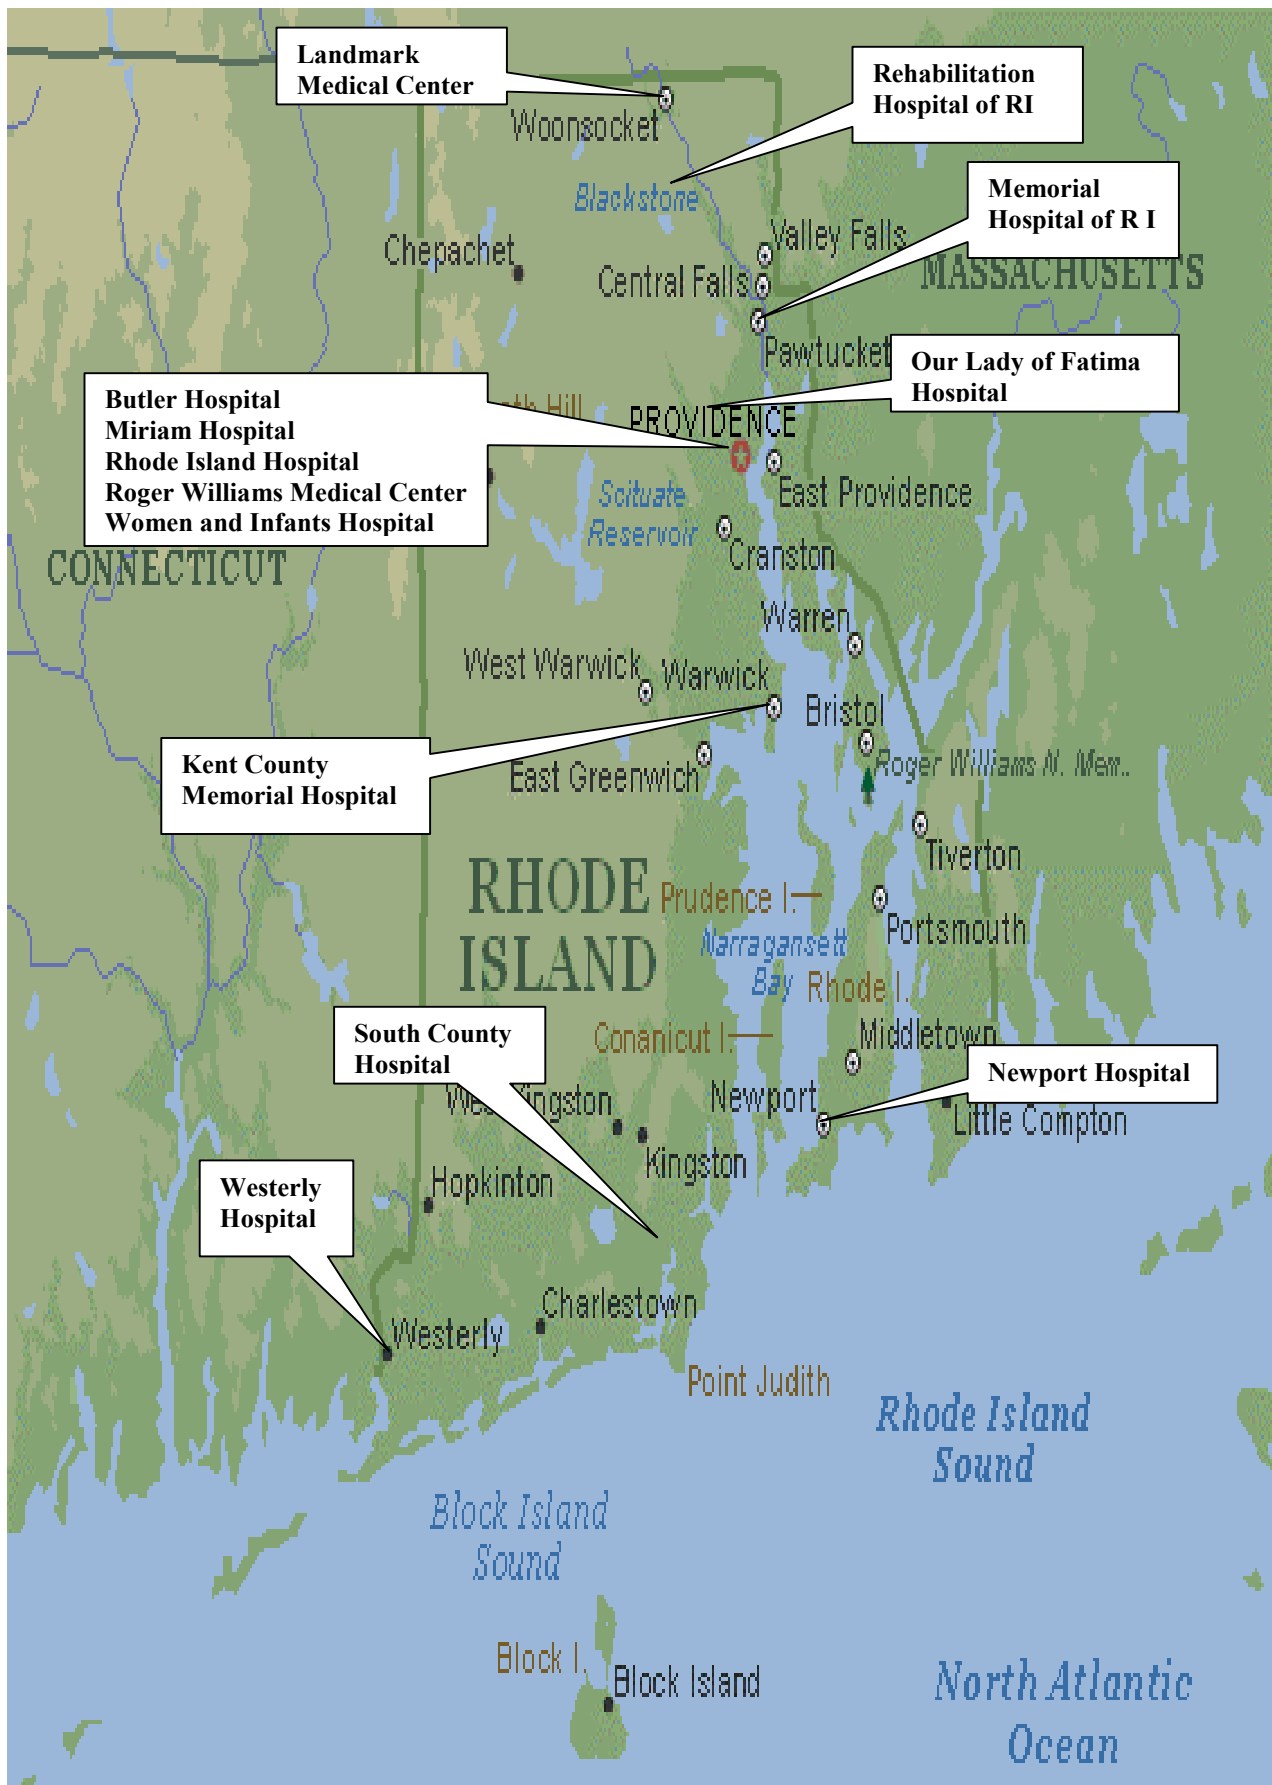 Landmark
Medical Center
Rehabilitation
Hospital of RI
Woonsocket
Memorial
Hospital of R I
Blackstone
Valley Falls
Chepachet
Central Falls
MASSACHUSETTS
Pawtucket
Our Lady of Fatima
Hospital
Butler Hospital
Miriam Hospital
Rhode Island Hospital
Roger Williams Medical Center
Women and Infants Hospital
Hill
PROVIDENCE
East Providence
Scituate
Reservoir
CONNECTICUT
Cranston
Warren
West Warwick
Warwick
Bristol
Kent County
Memorial Hospital
East Greenwich
Roger Williams N. Mem..
Tiverton
RHODE
ISLAND
Prudence I.
Portsmouth
Narragansett
Bay
Rhode I.
South County
Hospital
Conanicut I.
Middletown
Newport Hospital
Newport
Little Compton
Kingston
Westerly
Hospital
Hopkinton
Charlestown
Westerly
Point Judith
Rhode Island
Sound
Block Island
Sound
Block I.
Block Island
North Atlantic
Ocean